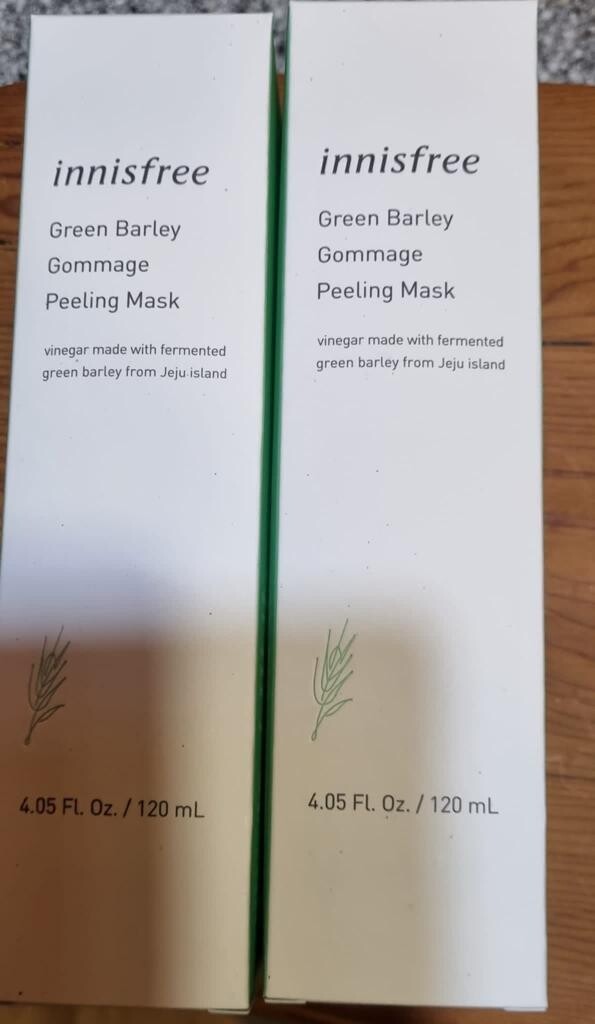 innisfree
Green Barley
Gommage
Peeling Mask
vinegar made with fermented
green barley from Jeju island
4.05 Fl. Oz. / 120 mL
innisfree
Green Barley
Gommage
Peeling Mask
vinegar made with fermented
green barley from Jeju island
4.05 Fl. Oz. / 120 mL